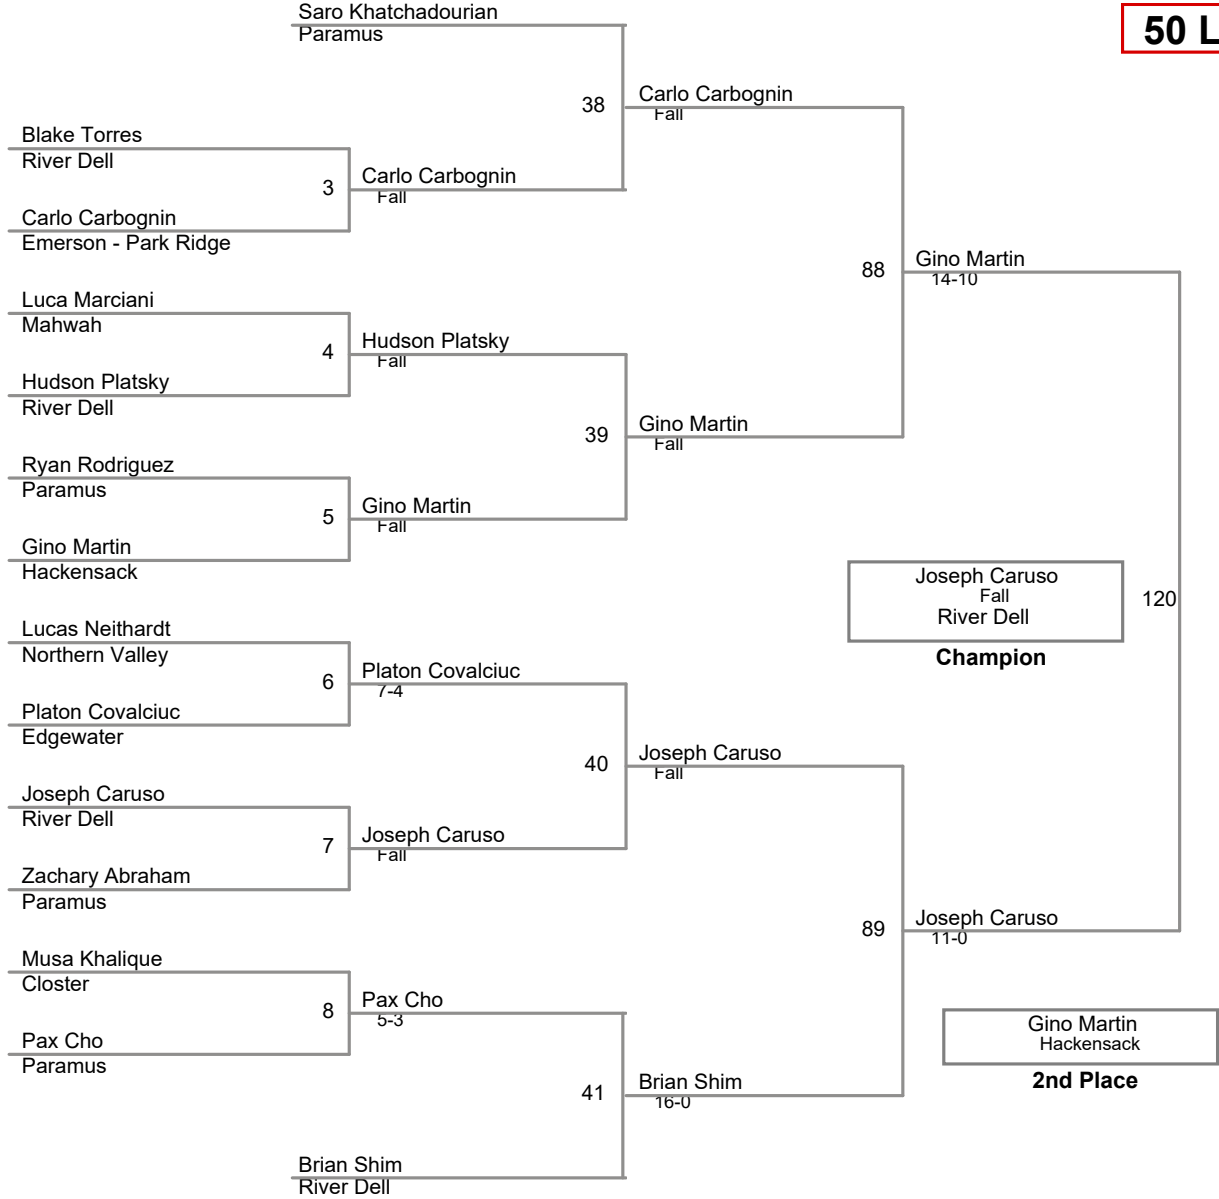 Saro Khatchadourian
Paramus
50 L
38
Carlo Carbognin
Fall
Blake Torres
River Dell
3
Carlo Carbognin
Fall
Carlo Carbognin
Emerson - Park Ridge
88
Gino Martin
14-10
Luca Marciani
Mahwah
4
Hudson Platsky
Fall
Hudson Platsky
River Dell
39
Gino Martin
Fall
Ryan Rodriguez
Paramus
5
Gino Martin
Fall
Gino Martin
Hackensack
Joseph Caruso
Fall
River Dell
120
Champion
Lucas Neithardt
Northern Valley
6
Platon Covalciuc
7-4
Platon Covalciuc
Edgewater
40
Joseph Caruso
Fall
Joseph Caruso
River Dell
7
Joseph Caruso
Fall
Zachary Abraham
Paramus
89
Joseph Caruso
11-0
Musa Khalique
Closter
8
Pax Cho
5-3
Pax Cho
Paramus
Gino Martin
Hackensack
2nd Place
41
Brian Shim
16-0
Brian Shim
River Dell